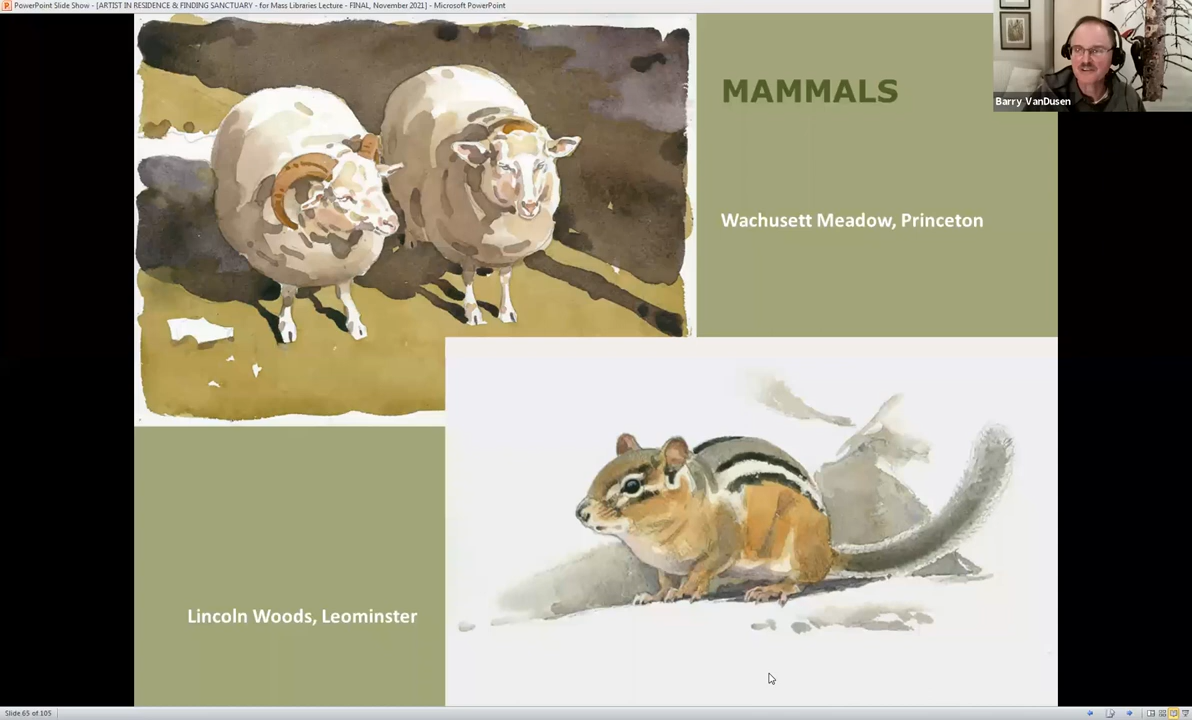 PowerPoint Slide Show - [ARTIST IN RESIDENCE & FINDING SANCTUARY - for Mass Libraries Lecture - FINAL, November 2021] - Microsoft PowerPoint
MAMMALS
Barry VanDusen
Wachusett Meadow, Princeton
Lincoln Woods, Leominster
Slide 65 of 105